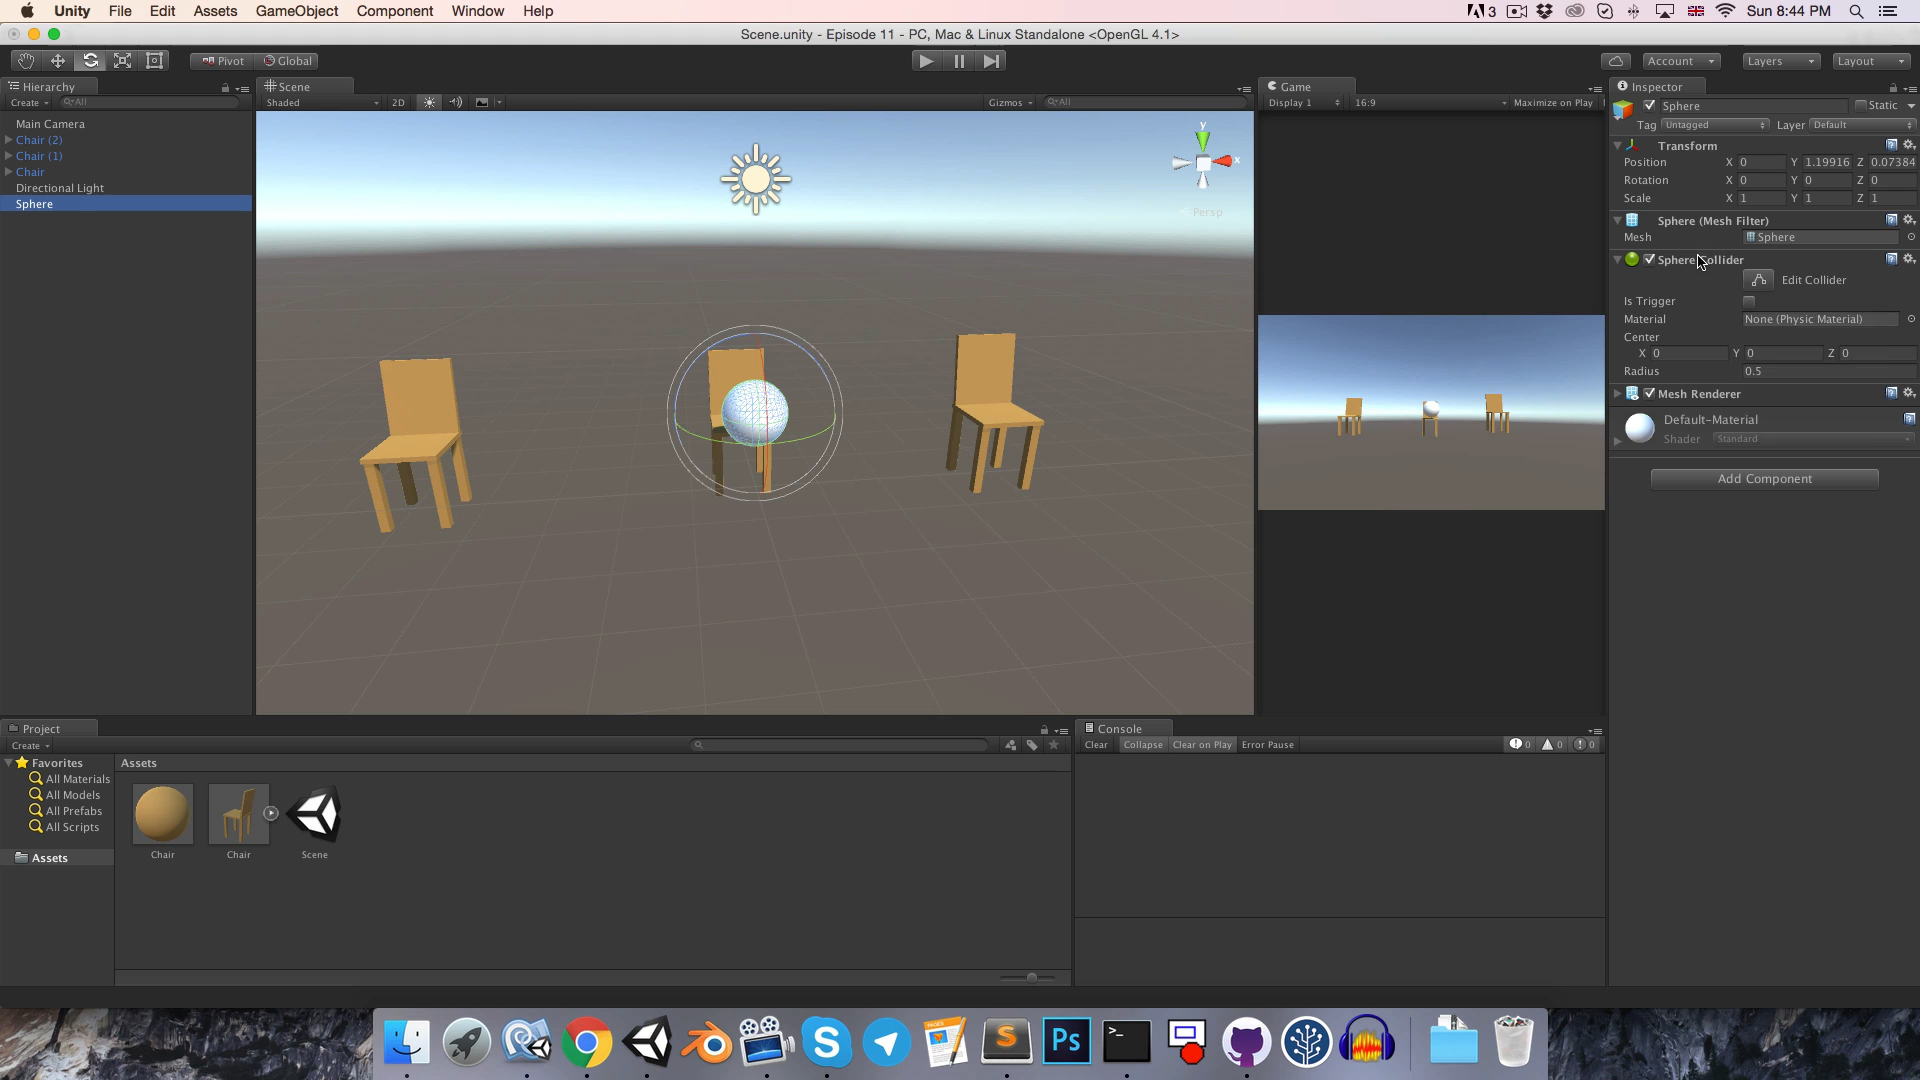 Unity File Edit Assets GameObject Component Window Help 3 Sun 8:44 PM
Scene.unity - Episode 11 - PC, Mac & Linux Standalone <OpenGL 4.1>
Pivot Global Account Layers Layout
Hierarchy
Create All
Main Camera
Chair (2)
Chair (1)
Chair
Directional Light
Sphere
Scene
Shaded 2D Gizmos All
y
x
Persp
Game
Display 1 16:9 Maximize on Play
Inspector
Sphere Static
Tag Untagged Layer Default
Transform
Position X 0 Y 1.19916 Z 0.07384
Rotation X 0 Y 0 Z 0
Scale X 1 Y 1 Z 1
Sphere (Mesh Filter)
Mesh Sphere
Sphere Collider
Edit Collider
Is Trigger
Material None (Physic Material)
Center
X 0 Y 0 Z 0
Radius 0.5
Mesh Renderer
Default-Material
Shader Standard
Add Component
Project
Create
Favorites
All Materials
All Models
All Prefabs
All Scripts
Assets
Assets
Chair Chair Scene
Console
Clear Collapse Clear on Play Error Pause 0 0 0
PAGES
S
Ps
>_